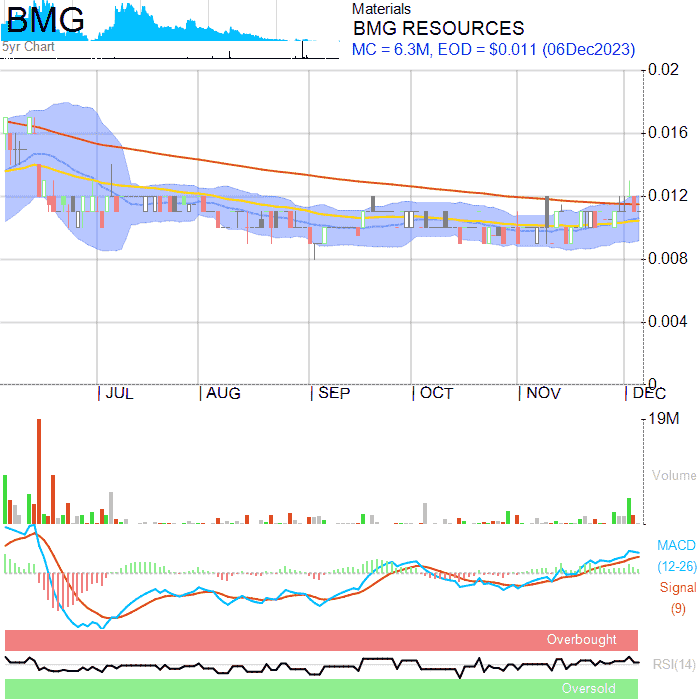 BMG
5yr Chart
Materials
BMG RESOURCES
MC = 6.3M, EOD = $0.011 (06Dec2023)
0.02
0.016
0.012
0.008
0.004
0
JUL AUG SEP OCT NOV DEC
19M
Volume
MACD
(12-26)
Signal
(9)
Overbought
RSI(14)
Oversold